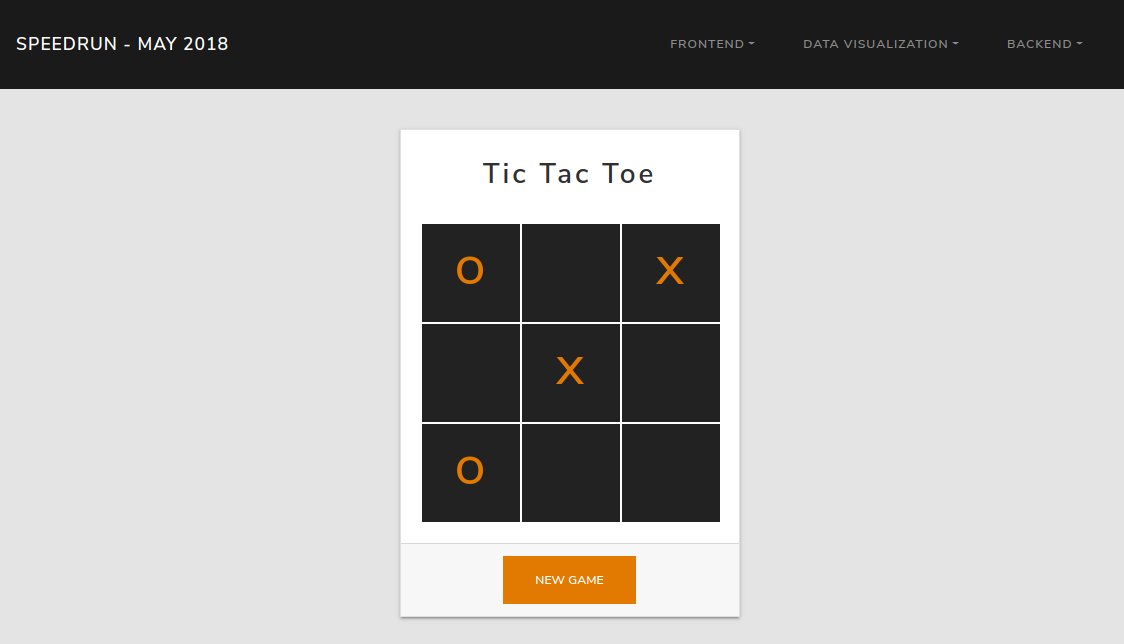 SPEEDRUN - MAY 2018 FRONTEND DATA VISUALIZATION BACKEND
Tic Tac Toe
O X
X
O
NEW GAME